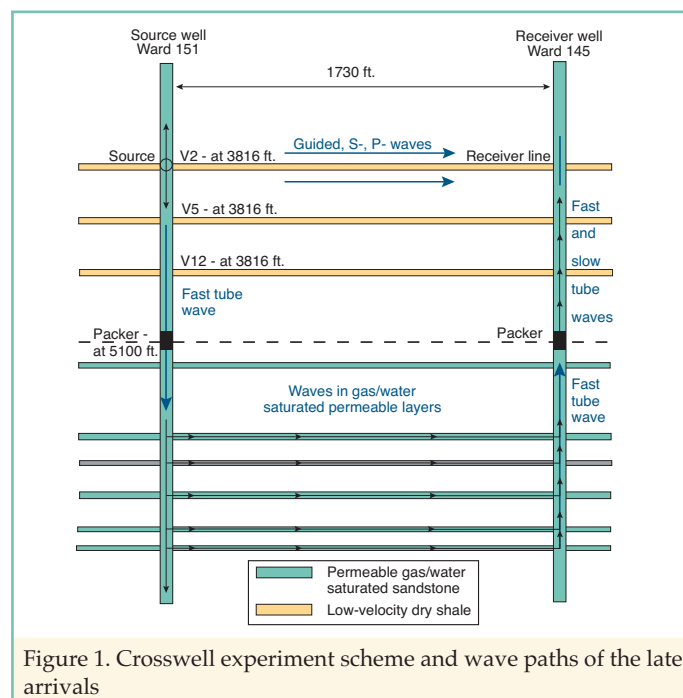 Source well
Ward 151
Receiver well
Ward 145
1730 ft.
Source
V2 - at 3816 ft.
Guided, S-, P- waves
Receiver line
V5 - at 3816 ft.
V12 - at 3816 ft.
Fast tube
wave
Fast
and
slow
tube
waves
Packer -
at 5100 ft.
Packer
Waves in gas/water
saturated permeable layers
Fast
tube
wave
Permeable gas/water
saturated sandstone
Low-velocity dry shale
Figure 1. Crosswell experiment scheme and wave paths of the late
arrivals